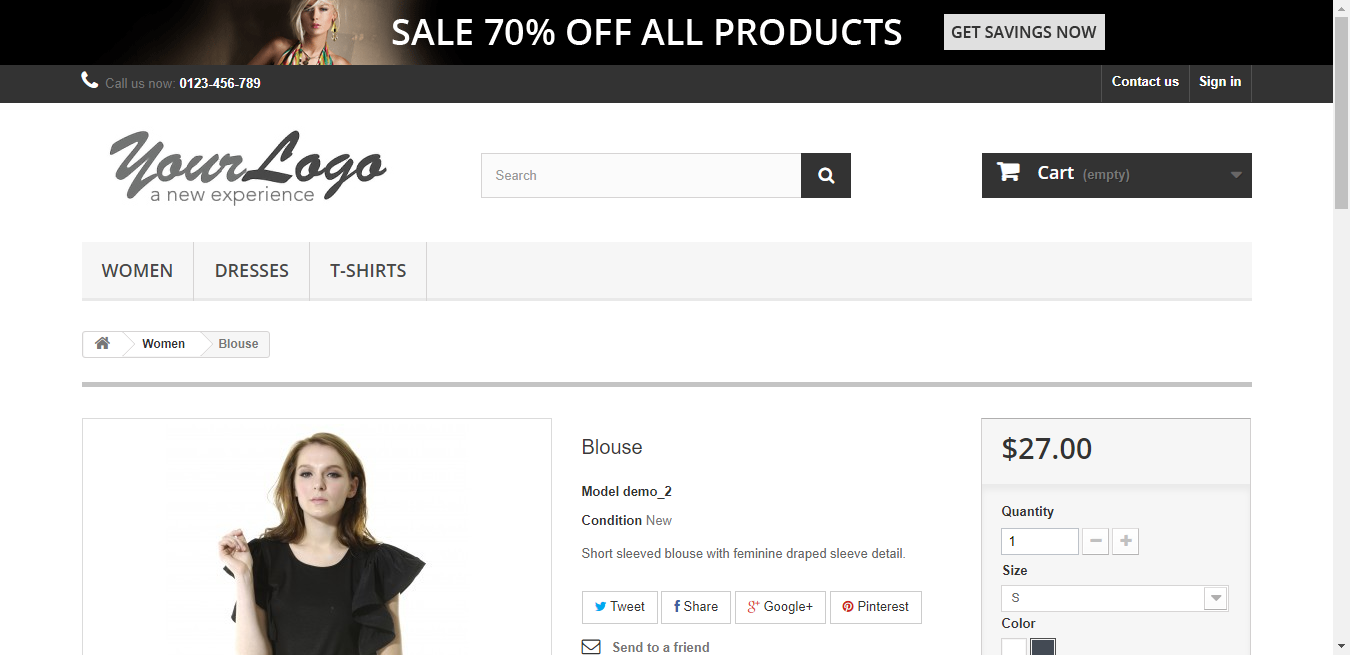 SALE 70% OFF ALL PRODUCTS GET SAVINGS NOW
Call us now: 0123-456-789 Contact us Sign in
YourLogo
a new experience
Search
Cart (empty)
WOMEN DRESSES T-SHIRTS
Women Blouse
Blouse
$27.00
Model demo_2
Condition New
Short sleeved blouse with feminine draped sleeve detail.
Tweet Share Google+ Pinterest
Send to a friend
Quantity
1
Size
S
Color